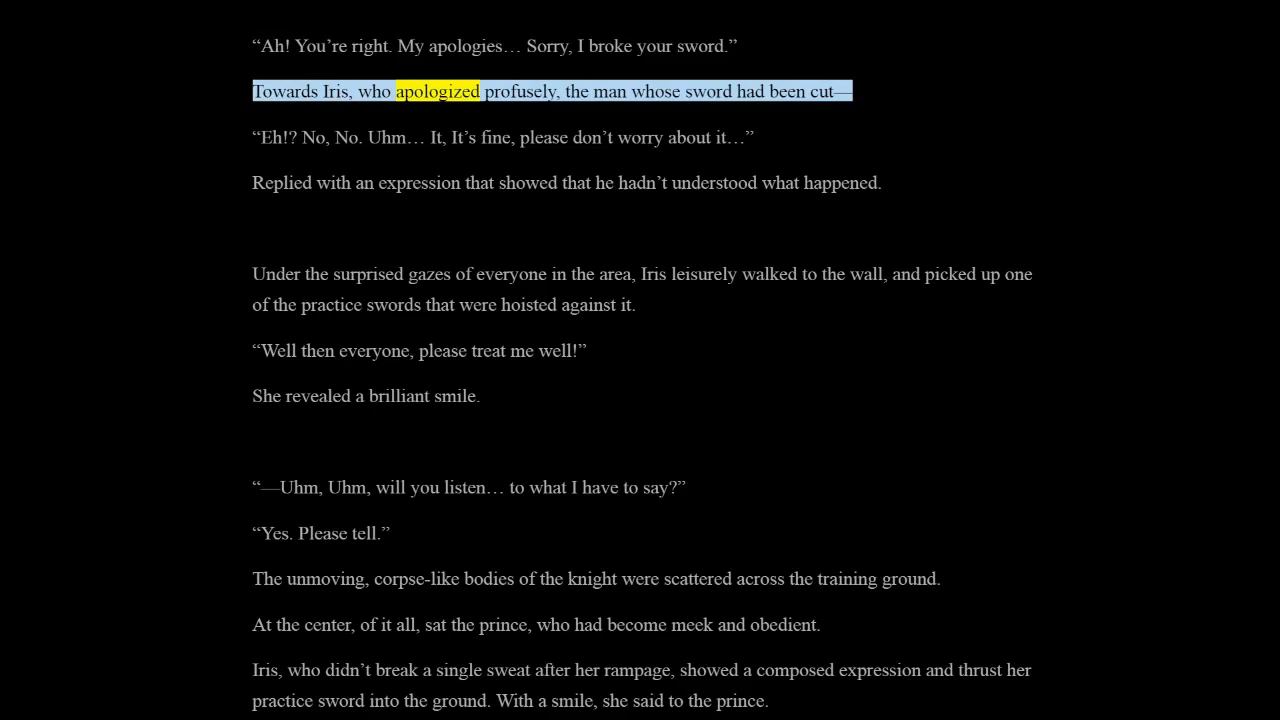 “Ah! You’re right. My apologies… Sorry, I broke your sword.”
Towards Iris, who apologized profusely, the man whose sword had been cut—
“Eh!? No, No. Uhm… It, It’s fine, please don’t worry about it…”
Replied with an expression that showed that he hadn’t understood what happened.
Under the surprised gazes of everyone in the area, Iris leisurely walked to the wall, and picked up one
of the practice swords that were hoisted against it.
“Well then everyone, please treat me well!”
She revealed a brilliant smile.
“—Uhm, Uhm, will you listen… to what I have to say?”
“Yes. Please tell.”
The unmoving, corpse-like bodies of the knight were scattered across the training ground.
At the center, of it all, sat the prince, who had become meek and obedient.
Iris, who didn’t break a single sweat after her rampage, showed a composed expression and thrust her
practice sword into the ground. With a smile, she said to the prince.